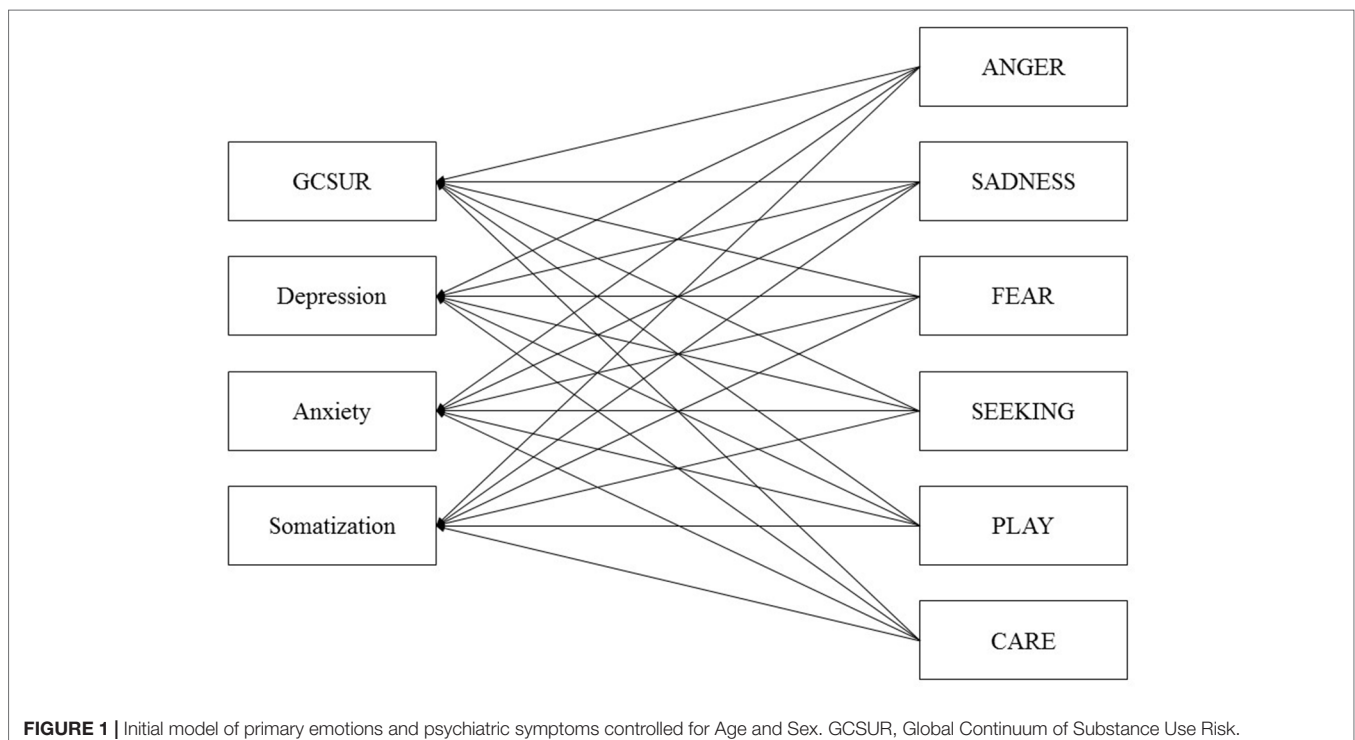 ANGER
GCSUR
SADNESS
Depression
FEAR
Anxiety
SEEKING
Somatization
PLAY
CARE
FIGURE 1 | Initial model of primary emotions and psychiatric symptoms controlled for Age and Sex. GCSUR, Global Continuum of Substance Use Risk.